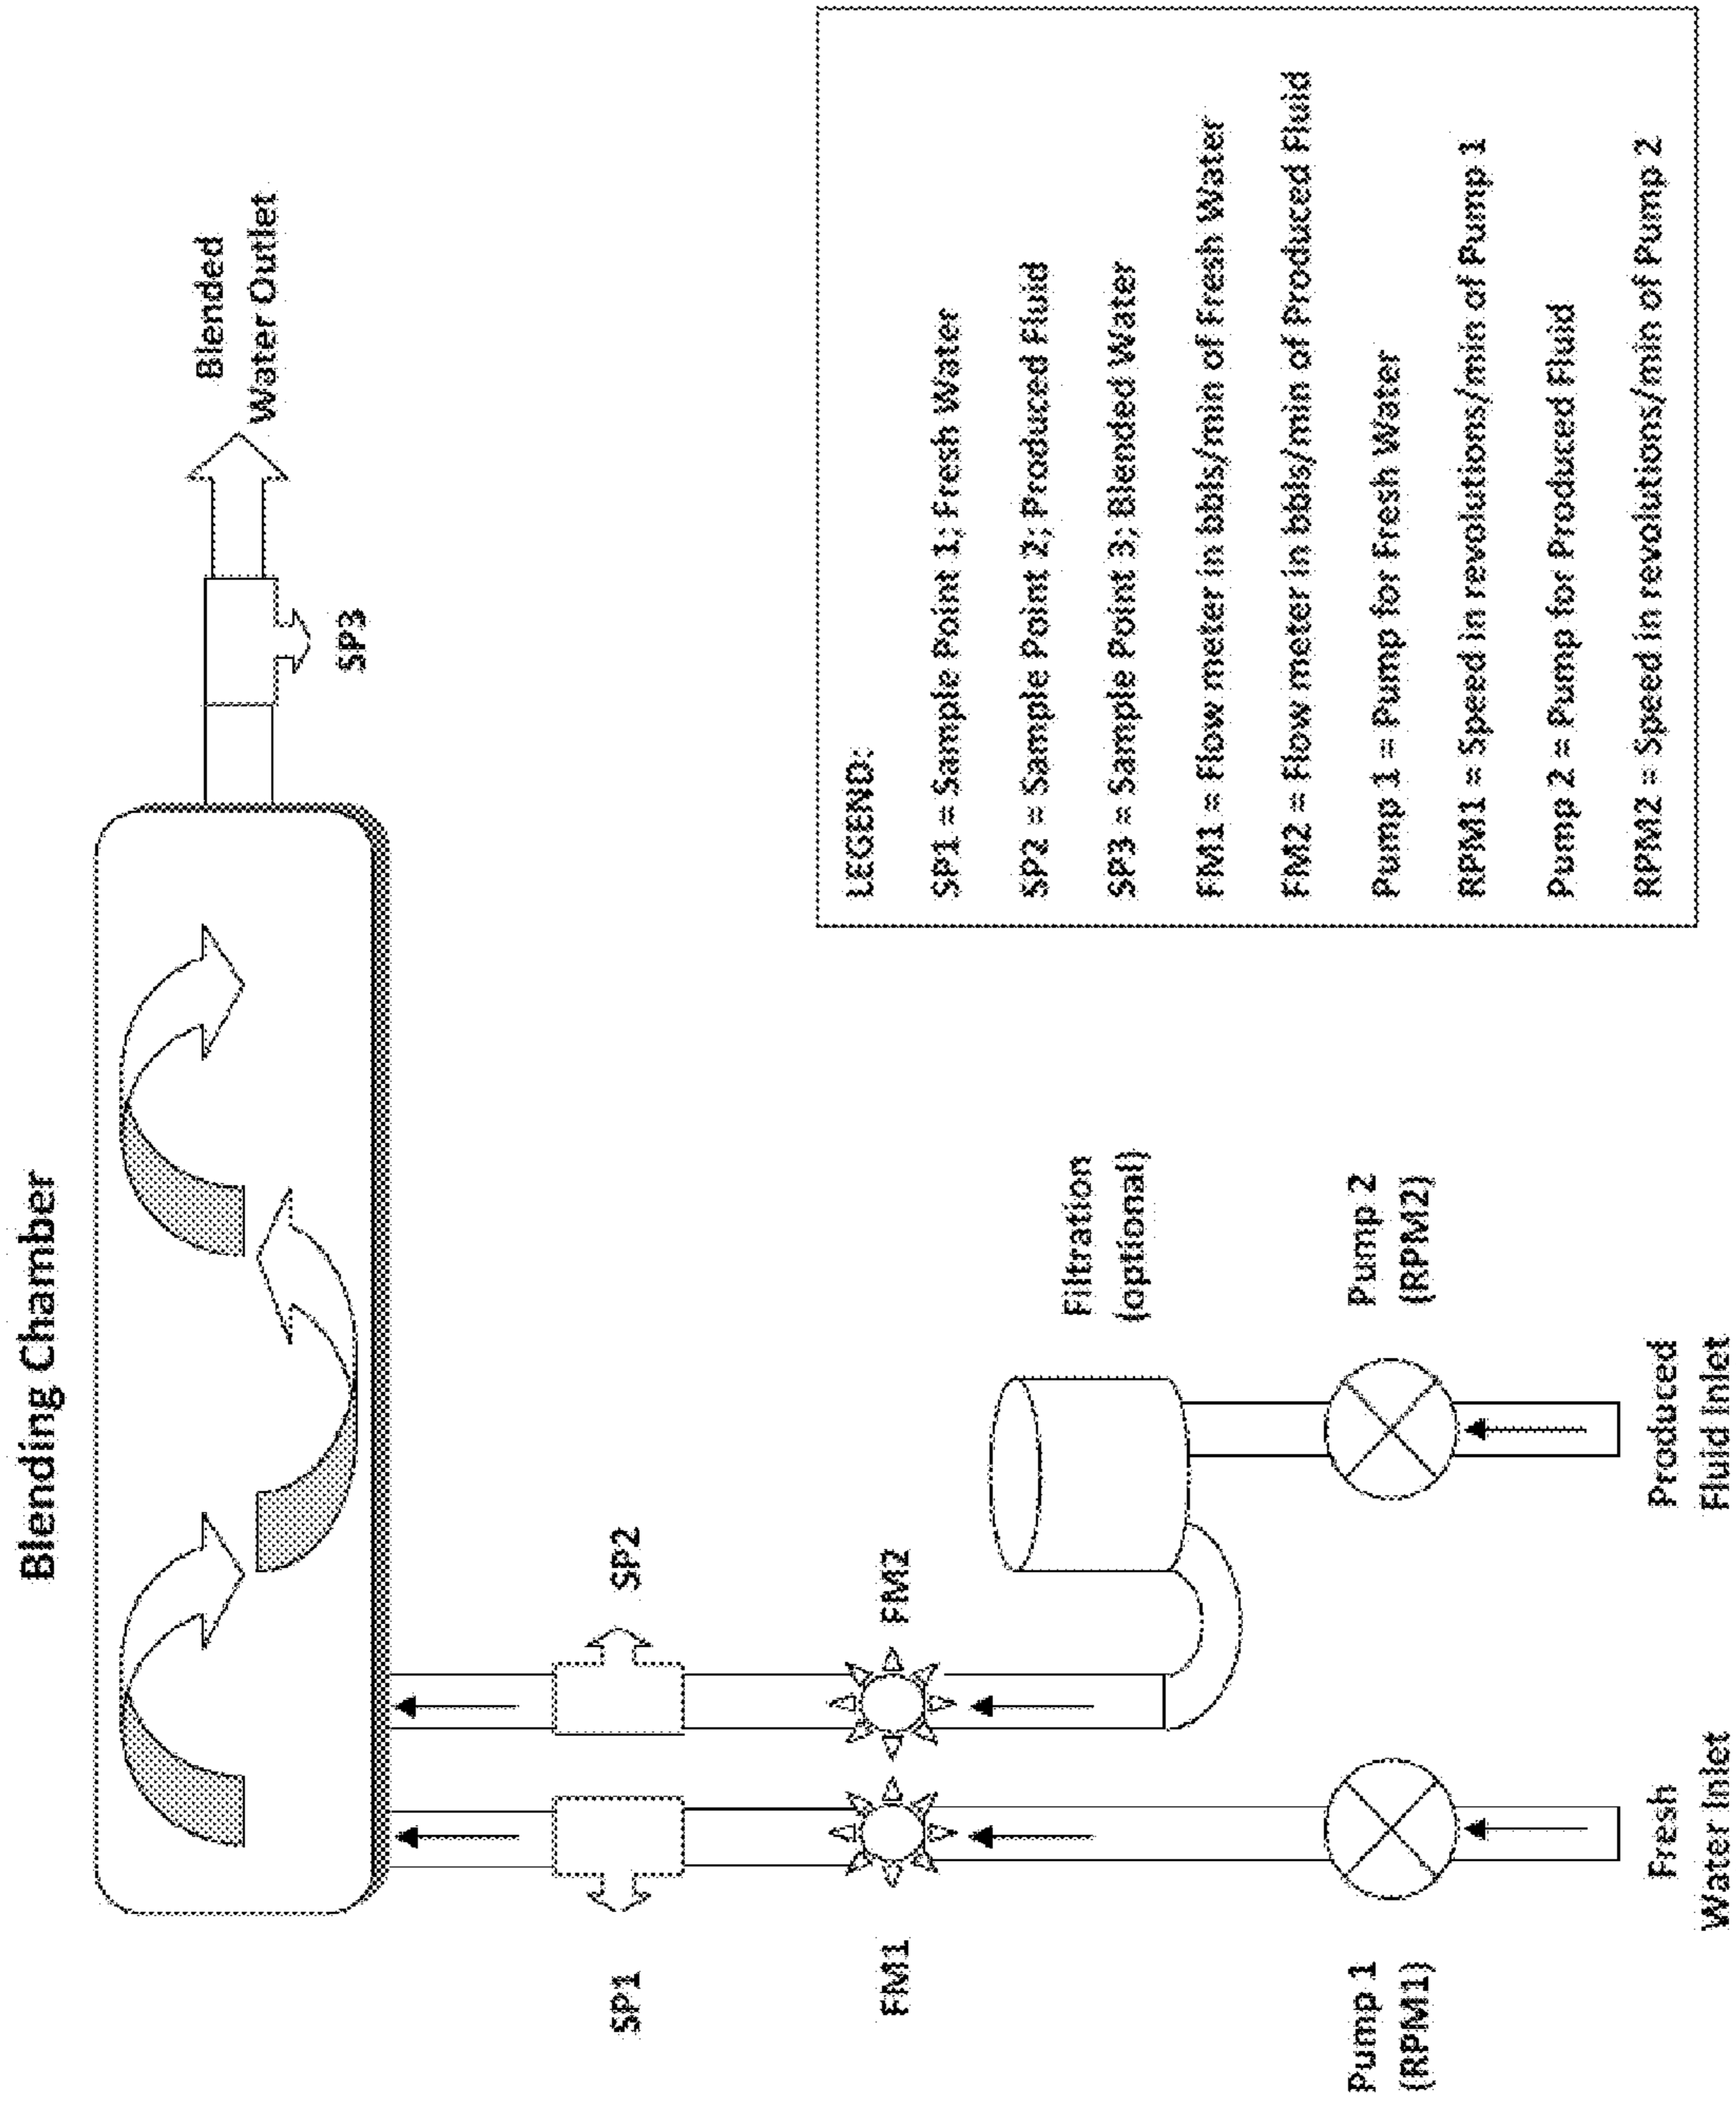 Blending Chamber
Blended
Water Outlet
SP3
SP1
SP2
FM1
FM2
Filtration
(optional)
Pump 1
(RPM1)
Pump 2
(RPM2)
Fresh
Water Inlet
Produced
Fluid Inlet
LEGEND:
SP1 = Sample Point 1; Fresh Water
SP2 = Sample Point 2; Produced Fluid
SP3 = Sample Point 3; Blended Water
FM1 = Flow meter in bbls/min of Fresh Water
FM2 = Flow meter in bbls/min of Produced Fluid
Pump 1 = Pump for Fresh Water
RPM1 = Speed in revolutions/min of Pump 1
Pump 2 = Pump for Produced Fluid
RPM2 = Speed in revolutions/min of Pump 2